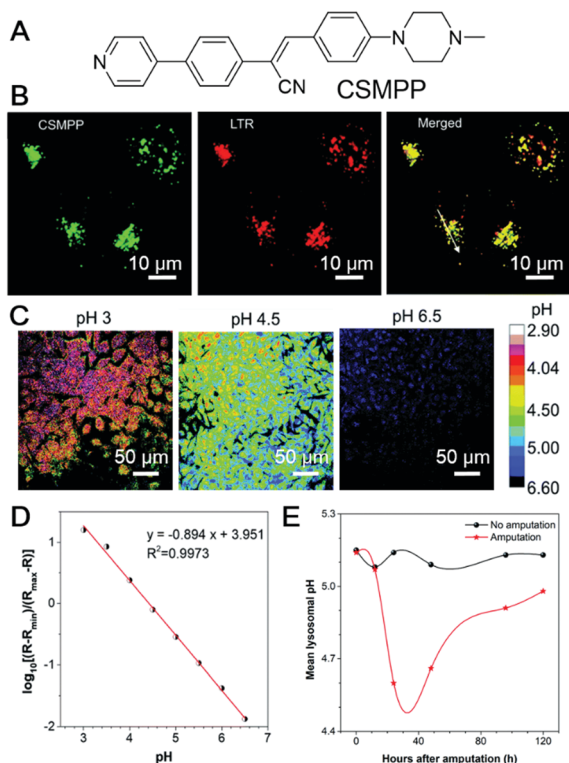 A
N
N
N
CN
CSMPP
B
CSMPP
LTR
Merged
10 μm
10 μm
10 μm
C
pH 3
pH 4.5
pH 6.5
pH
2.90
4.04
4.50
5.00
6.60
50 μm
50 μm
50 μm
D
y = -0.894 x + 3.951
R²=0.9973
log₁₀[(R-Rmin)/(Rmax-R)]
1
0
-1
-2
3
4
5
6
7
pH
E
No amputation
Amputation
Mean lysosomal pH
5.3
5.0
4.7
4.4
0
40
80
120
Hours after amputation (h)